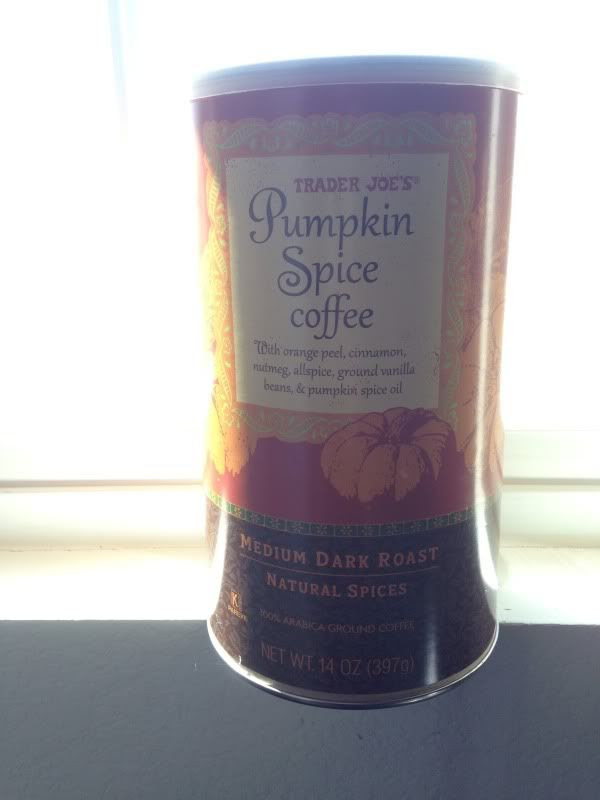 TRADER JOE'S®
Pumpkin
Spice
coffee
With orange peel, cinnamon,
nutmeg, allspice, ground vanilla
beans, & pumpkin spice oil
MEDIUM DARK ROAST
NATURAL SPICES
K
100% ARABICA GROUND COFFEE
NET WT. 14 OZ (397g)